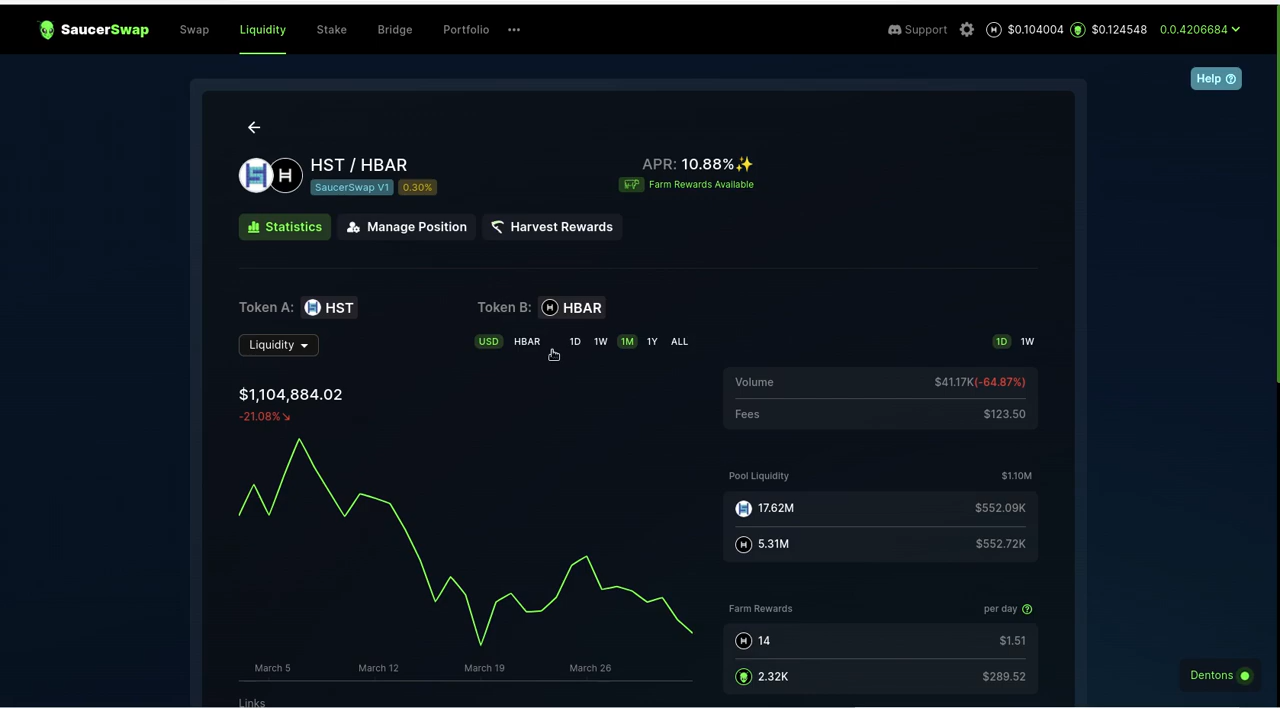 SaucerSwap Swap Liquidity Stake Bridge Portfolio ••• Support $0.104004 $0.124548 0.0.4206684
Help
HST / HBAR
SaucerSwap V1 0.30%
APR: 10.88%✨
Farm Rewards Available
Statistics Manage Position Harvest Rewards
Token A: HST Token B: HBAR
Liquidity USD HBAR 1D 1W 1M 1Y ALL
1D 1W
$1,104,884.02
-21.08%↘
March 5 March 12 March 19 March 26
Links
Volume $41.17K(-64.87%)
Fees $123.50
Pool Liquidity $1.10M
17.62M $552.09K
5.31M $552.72K
Farm Rewards per day
14 $1.51
2.32K $289.52
Dentons